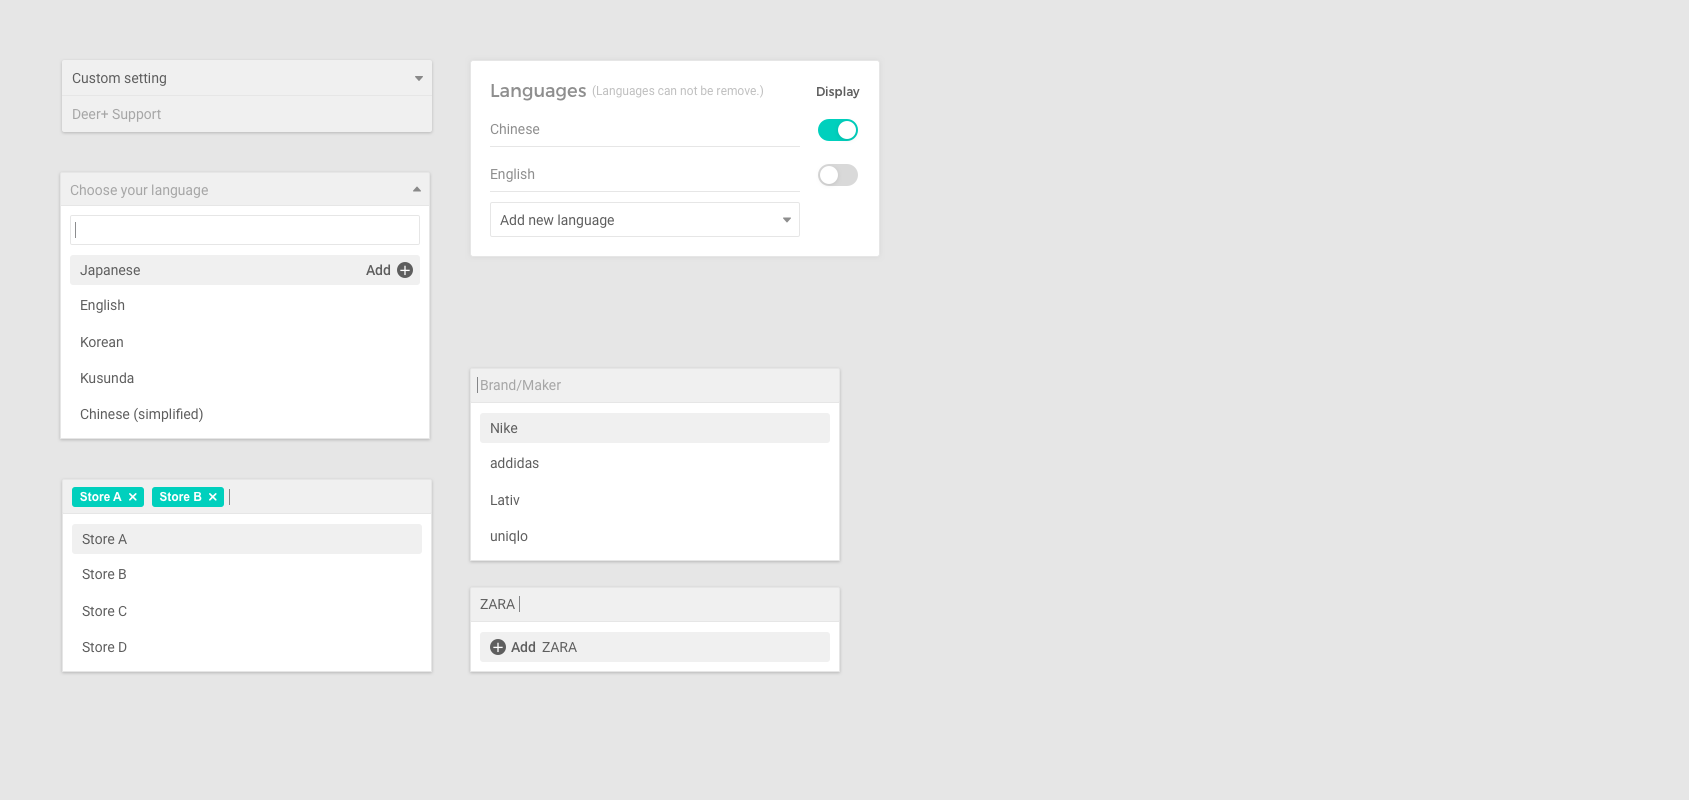 Custom setting
Deer+ Support
Choose your language
Japanese Add
English
Korean
Kusunda
Chinese (simplified)
Store A Store B
Store A
Store B
Store C
Store D
Languages (Languages can not be remove.) Display
Chinese
English
Add new language
Brand/Maker
Nike
addidas
Lativ
uniqlo
ZARA
Add ZARA